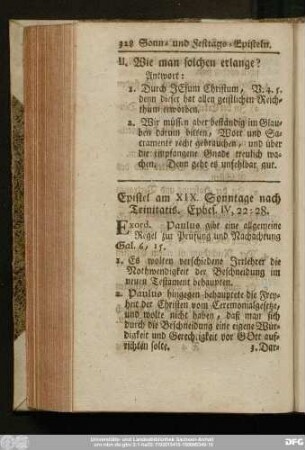 328 Sonn- und Festtags-Episteln.
II. Wie man solchen erlange?
Antwort:
1. Durch JEsum Christum, V. 4. 5.
denn dieser hat allen geistlichen Reich-
thum erworben.
2. Wir müssen aber beständig im Glau-
ben darum bitten, Wort und Sa-
cramente recht gebrauchen, und über
die empfangene Gnade treulich wa-
chen. Denn geht es unfehlbar gut.
Epistel am XIX. Sonntage nach
Trinitatis. Ephes. IV, 22-28.
Exord. Paulus gibt eine allgemeine
Regel zur Prüfung und Nachachtung
Gal. 6, 15.
1. Es wolten verschiedene Irrlehrer die
Nothwendigkeit der Beschneidung im
neuen Testament behaupten.
2. Paulus hingegen behauptete die Frey-
heit der Christen vom Ceremonialgesetze,
und wolte nicht haben, daß man sich
durch die Beschneidung eine eigene Wür-
digkeit und Gerechtigkeit vor GOtt auf-
richten solte.
3. Dar-
Universitäts- und Landesbibliothek Sachsen-Anhalt